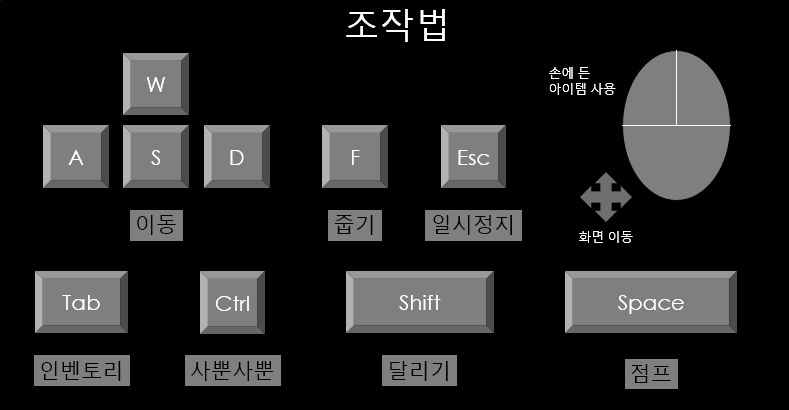 조작법
W
손에 든
아이템 사용
A S D F Esc
이동 줍기 일시정지
화면 이동
Tab Ctrl Shift Space
인벤토리 사뿐사뿐 달리기 점프